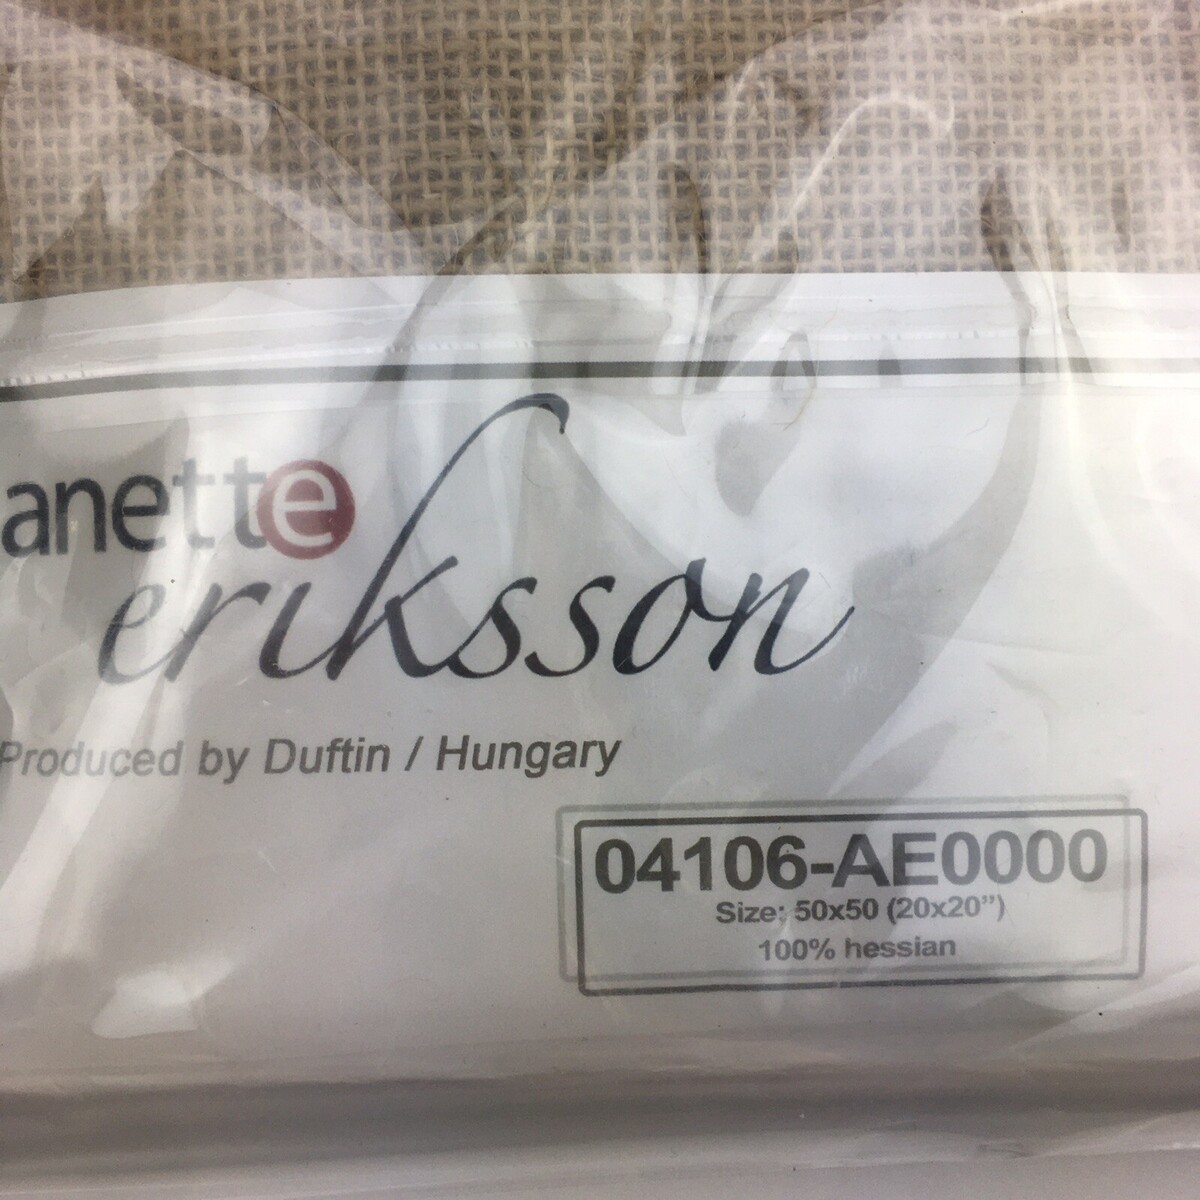 anette
eriksson
Produced by Duftin / Hungary
04106-AE0000
Size: 50x50 (20x20”)
100% hessian